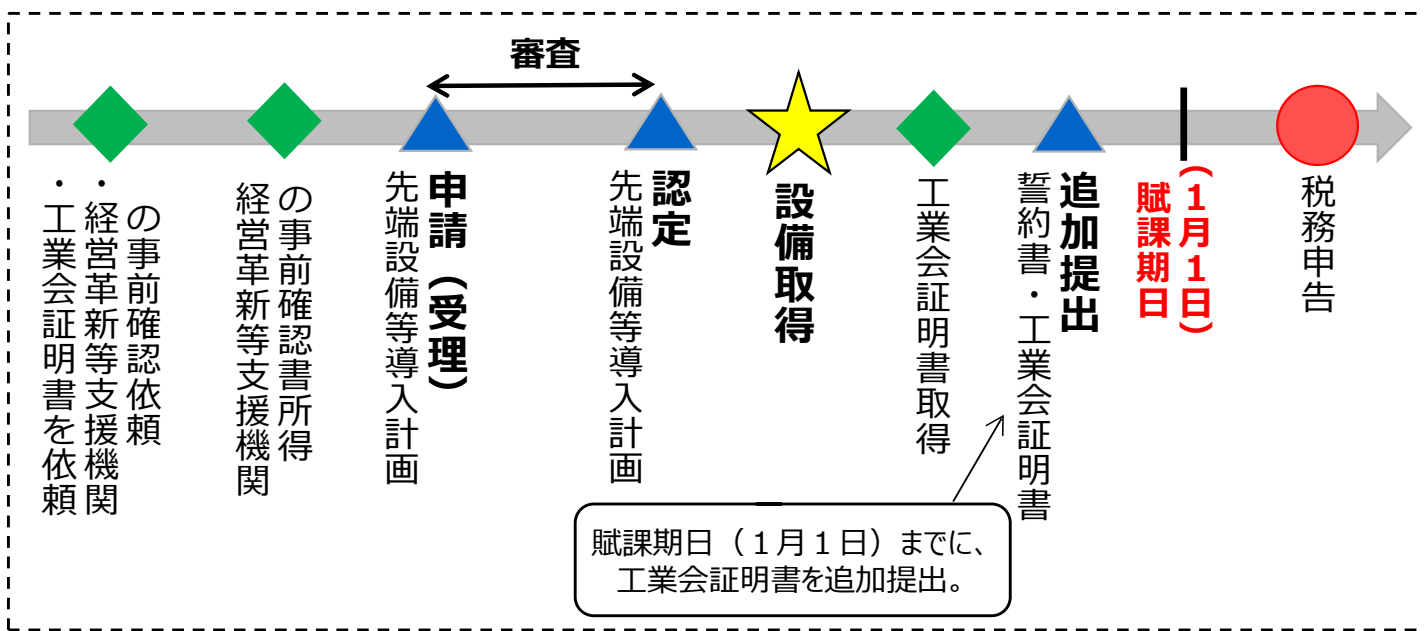 審査
・経営革新等支援機関
の事前確認依頼
・工業会証明書を依頼
経営革新等支援機関
の事前確認書所得
申請（受理）
先端設備等導入計画
認定
先端設備等導入計画
設備取得
工業会証明書取得
追加提出
誓約書・工業会証明書
（1月1日）
賦課期日
税務申告
賦課期日（１月１日）までに、
工業会証明書を追加提出。